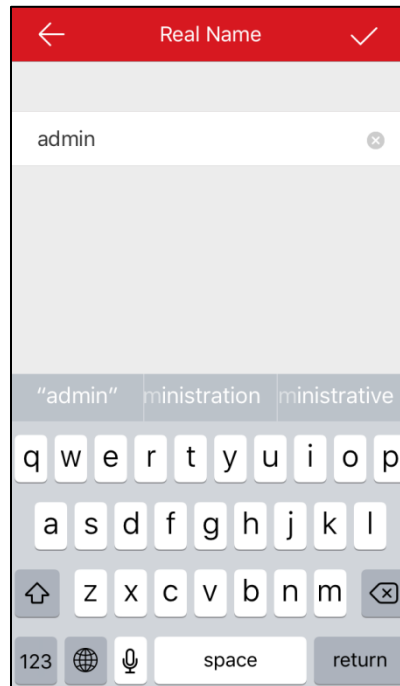 Real Name
admin
“admin” ministration ministrative
q w e r t y u i o p
a s d f g h j k l
z x c v b n m
123 space return